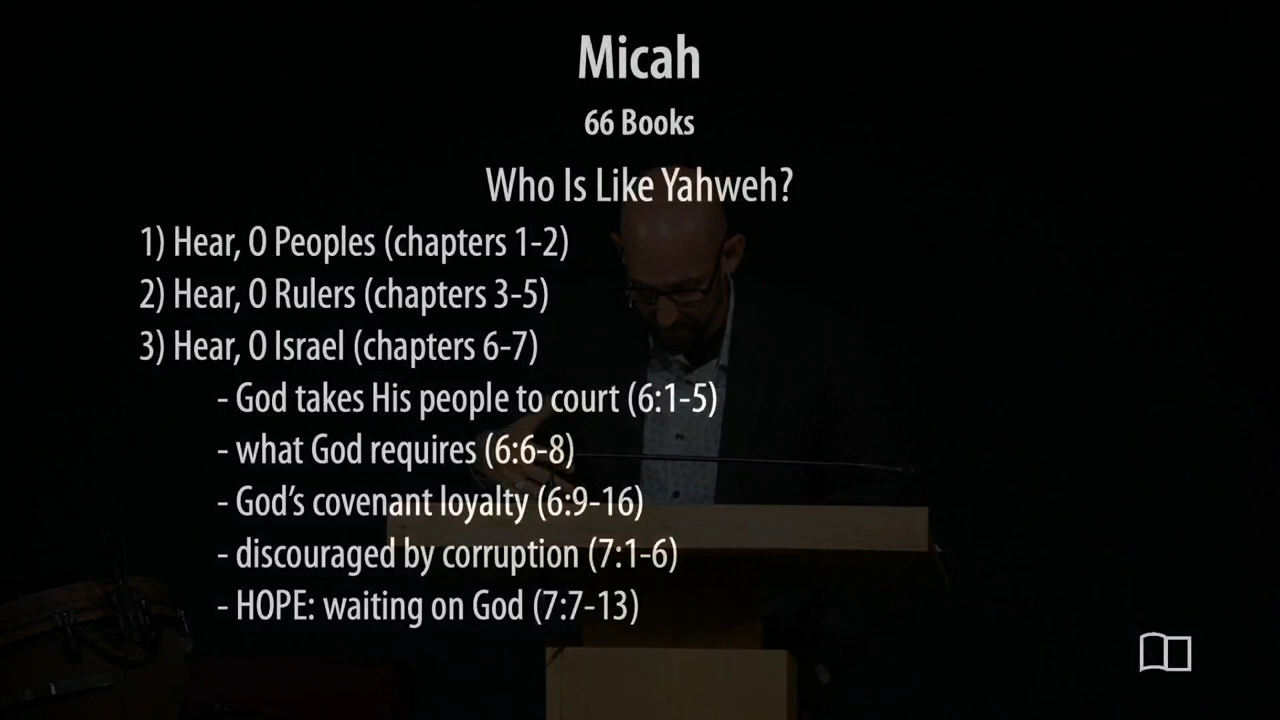 Micah
66 Books
Who Is Like Yahweh?
1) Hear, O Peoples (chapters 1-2)
2) Hear, O Rulers (chapters 3-5)
3) Hear, O Israel (chapters 6-7)
- God takes His people to court (6:1-5)
- what God requires (6:6-8)
- God’s covenant loyalty (6:9-16)
- discouraged by corruption (7:1-6)
- HOPE: waiting on God (7:7-13)